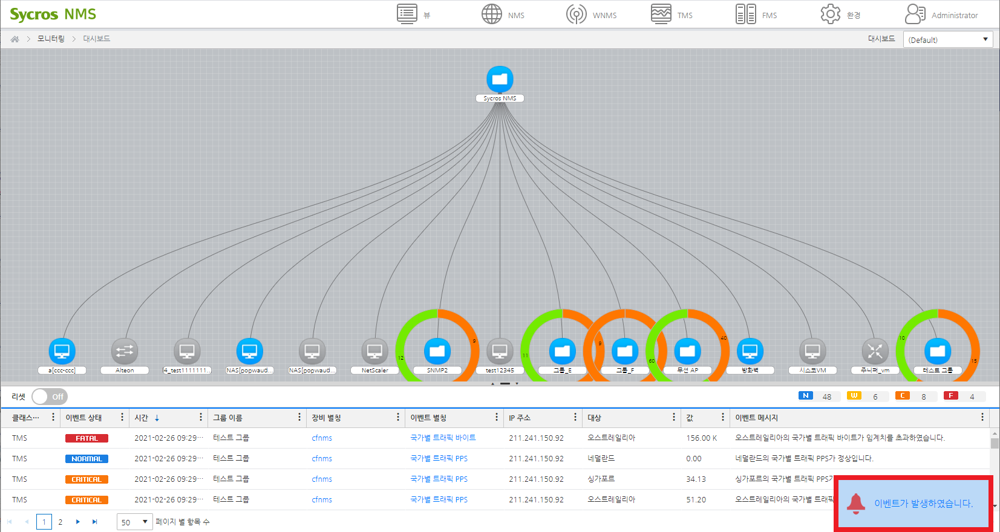 Sycros NMS
뷰
NMS
WNMS
TMS
FMS
환경
Administrator
모니터링
대시보드
대시보드
(Default)
Sycros NMS
9
40
10
12
11
9
60
15
a[ccc-ccc]
Alteon
l4_test1111111...
NAS[popwaud...
NAS[popwaud...
NetScaler
SNMP2
test12345
그룹_E
그룹_F
무선 AP
방화벽
시스코VM
주니퍼_vm
테스트 그룹
리셋 Off
N 48 W 6 C 8 F 4
클래스… 이벤트 상태 시간 ↓ 그룹 이름 장비 별칭 이벤트 별칭 IP 주소 대상 값 이벤트 메시지
TMS FATAL 2021-02-26 09:29… 테스트 그룹 cfnms 국가별 트래픽 바이트 211.241.150.92 오스트레일리아 156.00 K 오스트레일리아의 국가별 트래픽 바이트가 임계치를 초과하였습니다.
TMS NORMAL 2021-02-26 09:29… 테스트 그룹 cfnms 국가별 트래픽 PPS 211.241.150.92 네덜란드 0.00 네덜란드의 국가별 트래픽 PPS가 정상입니다.
TMS CRITICAL 2021-02-26 09:29… 테스트 그룹 cfnms 국가별 트래픽 PPS 211.241.150.92 싱가포르 34.13 싱가포르의 국가별 트래픽 PPS가
TMS CRITICAL 2021-02-26 09:29… 테스트 그룹 cfnms 국가별 트래픽 PPS 211.241.150.92 오스트레일리아 51.20 오스트레일리아의 국가별 트래픽
이벤트가 발생하였습니다.
1 2 50 페이지 별 항목 수